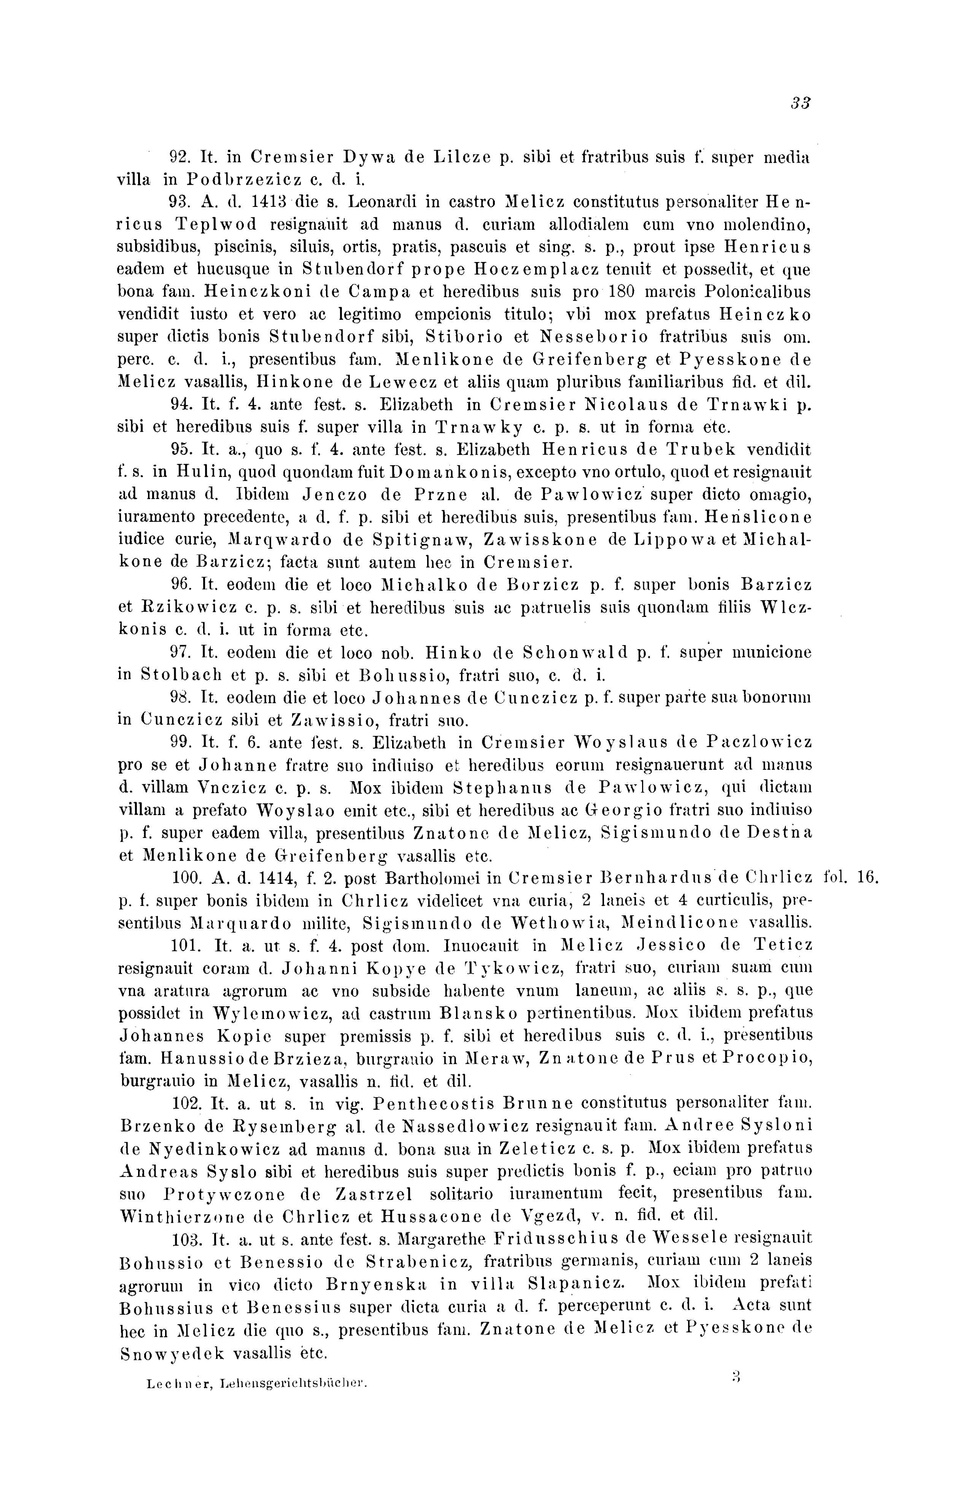 33
92. It. in Cremsier Dywa de Lilcze p. sibi et fratribus suis f. super media
villa in Podbrzezicz c. d. i.
93. A. d. 1413 die s. Leonardi in castro Melicz constitutus personaliter Hen-
ricus Teplwod resignauit ad manus d. curiam allodialem cum vno molendino,
subsidibus, piscinis, siluis, ortis, pratis, pascuis et sing. s. p., prout ipse Henricus
eadem et hucusque in Stubendorf prope Hoczemplacz tenuit et possedit, et que
bona fam. Heinczkoni de Campa et heredibus suis pro 180 marcis Polonicalibus
vendidit iusto et vero ac legitimo empcionis titulo; vbi mox prefatus Heinczko
super dictis bonis Stubendorf sibi, Stiborio et Nesseborio fratribus suis om.
perc. c. d. i., presentibus fam. Menlikone de Greifenberg et Pyesskone de
Melicz vasallis, Hinkone de Lewecz et aliis quam pluribus familiaribus fid. et dil.
94. It. f. 4. ante fest. s. Elizabeth in Cremsier Nicolaus de Trnawki p.
sibi et heredibus suis f. super villa in Trnawky c. p. s. ut in forma etc.
95. It. a., quo s. f. 4. ante fest. s. Elizabeth Henricus de Trubek vendidit
f. s. in Hulin, quod quondam fuit Domankonis, excepto vno ortulo, quod et resignauit
ad manus d. Ibidem Jenczo de Przne al. de Pawlowicz super dicto omagio,
iuramento precedente, a d. f. p. sibi et heredibus suis, presentibus fam. Henslicone
iudice curie, Marqwardo de Spitignaw, Zawisskone de Lippowa et Michal-
kone de Barzicz; facta sunt autem hec in Cremsier.
96. It. eodem die et loco Michalko de Borzicz p. f. super bonis Barzicz
et Rzikowicz c. p. s. sibi et heredibus suis ac patruelis suis quondam filiis Wlcz-
konis c. d. i. ut in forma etc.
97. It. eodem die et loco nob. Hinko de Schonwald p. f. super municione
in Stolbach et p. s. sibi et Bohussio, fratri suo, c. d. i.
98. It. eodem die et loco Johannes de Cunczicz p. f. super parte sua bonorum
in Cunczicz sibi et Zawissio, fratri suo.
99. It. f. 6. ante fest. s. Elizabeth in Cremsier Woyslaus de Paczlowicz
pro se et Johanne fratre suo indiuiso et heredibus eorum resignauerunt ad manus
d. villam Vnczicz c. p. s. Mox ibidem Stephanus de Pawlowicz, qui dictam
villam a prefato Woyslao emit etc., sibi et heredibus ac Georgio fratri suo indiuiso
p. f. super eadem villa, presentibus Znatone de Melicz, Sigismundo de Destna
et Menlikone de Greifenberg vasallis etc.
100. A. d. 1414, f. 2. post Bartholomei in Cremsier Bernhardus de Chrlicz fol. 16.
p. f. super bonis ibidem in Chrlicz videlicet vna curia, 2 laneis et 4 curticulis, pre-
sentibus Marquardo milite, Sigismundo de Wethowia, Meindlicone vasallis.
101. It. a. ut s. f. 4. post dom. Inuocauit in Melicz Jessico de Teticz
resignauit coram d. Johanni Kopye de Tykowicz, fratri suo, curiam suam cum
vna aratura agrorum ac vno subside habente vnum laneum, ac aliis s. s. p., que
possidet in Wylemowicz, ad castrum Blansko pertinentibus. Mox ibidem prefatus
Johannes Kopie super premissis p. f. sibi et heredibus suis c. d. i., presentibus
fam. Hanussio de Brzieza, burgrauio in Meraw, Znatone de Prus et Procopio,
burgrauio in Melicz, vasallis n. fid. et dil.
102. It. a. ut s. in vig. Penthecostis Brunne constitutus personaliter fam.
Brzenko de Rysemberg al. de Nassedlowicz resignauit fam. Andree Sysloni
de Nyedinkowicz ad manus d. bona sua in Zeleticz c. s. p. Mox ibidem prefatus
Andreas Syslo sibi et heredibus suis super predictis bonis f. p., eciam pro patruo
suo Protywczone de Zastrzel solitario iuramentum fecit, presentibus fam.
Winthierzone de Chrlicz et Hussacone de Vgezd, v. n. fid. et dil.
103. It. a. ut s. ante fest. s. Margarethe Fridusschius de Wessele resignauit
Bohussio et Benessio de Strabenicz, fratribus germanis, curiam cum 2 laneis
agrorum in vico dicto Brnyenska in villa Slapanicz. Mox ibidem prefati
Bohussius et Benessius super dicta curia a d. f. perceperunt c. d. i. Acta sunt
hec in Melicz die quo s., presentibus fam. Znatone de Melicz et Pyesskone de
Snowyedek vasallis etc.
Lechner, Lehensgerichtsbücher. 3